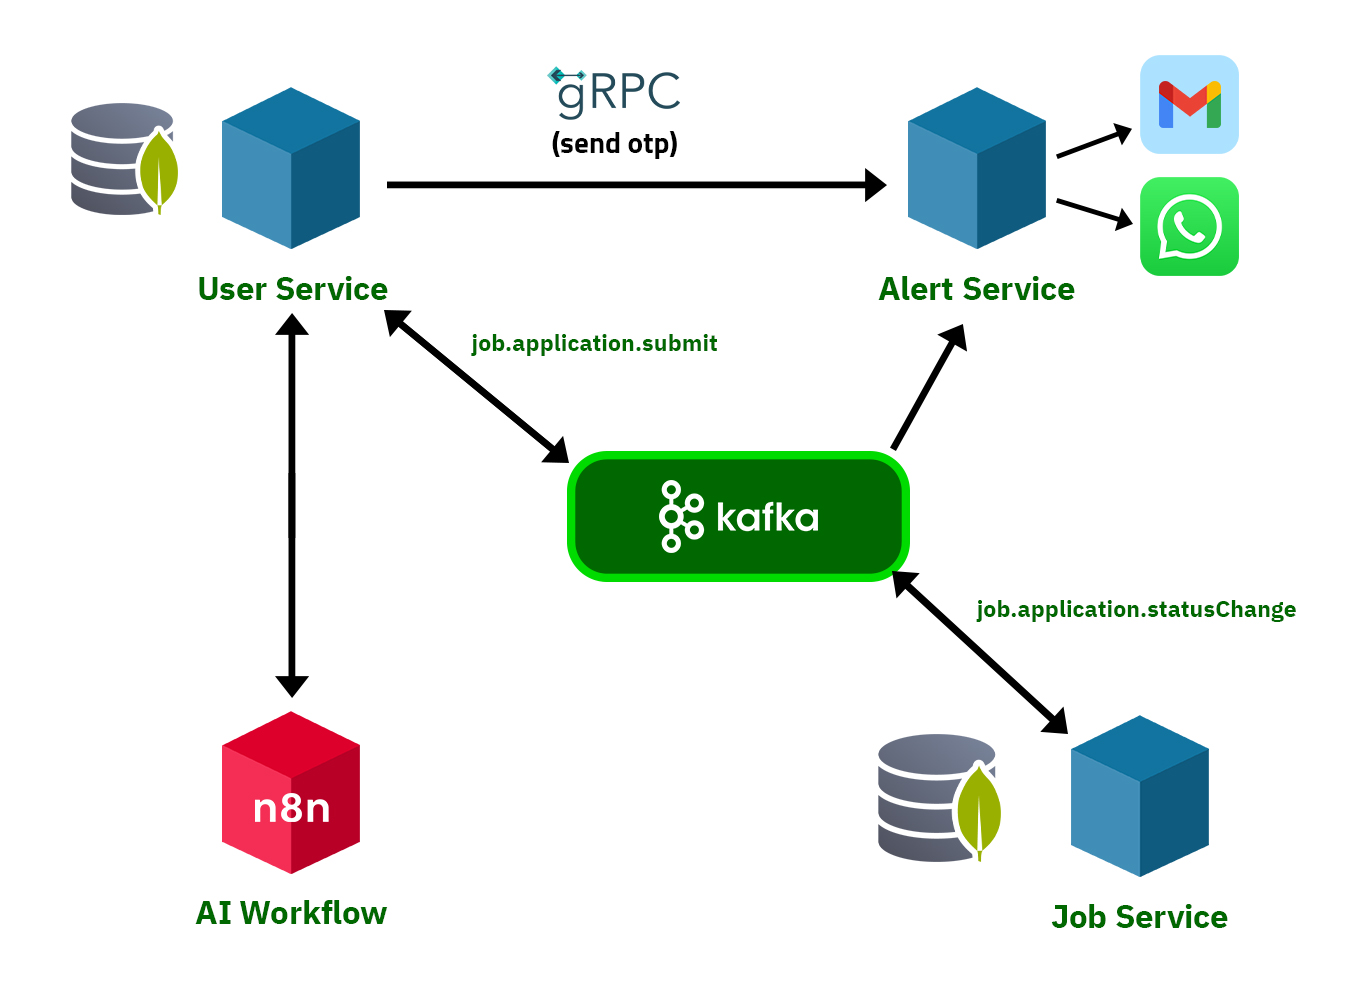 gRPC
(send otp)
User Service
Alert Service
job.application.submit
kafka
job.application.statusChange
n8n
AI Workflow
Job Service